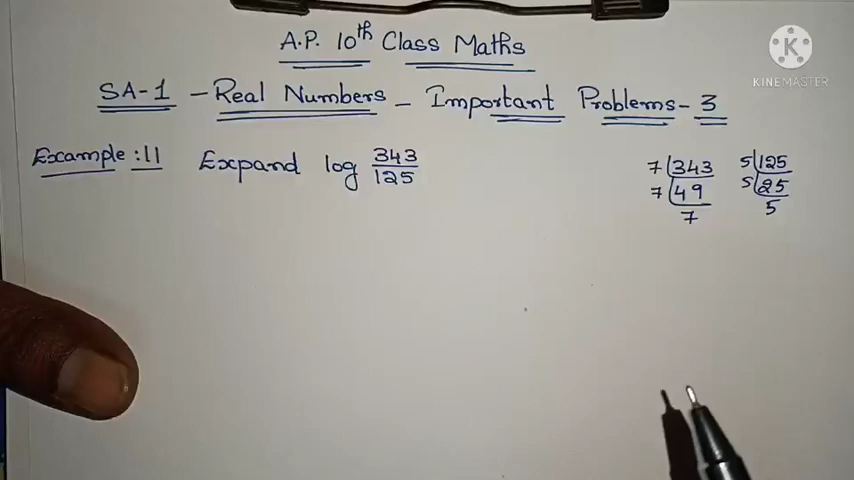 A.P. 10th Class Maths
K
KINEMASTER
SA-1 - Real Numbers - Important Problems - 3
Example : 11 Expand log 343/125
7 | 343
7 | 49
7
5 | 125
5 | 25
5